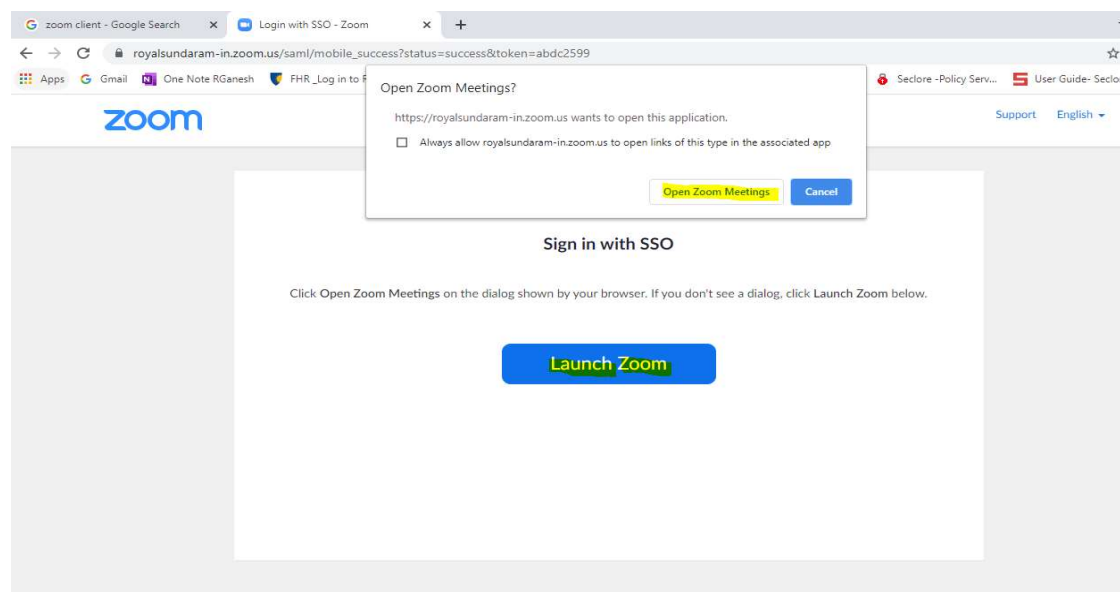 zoom client - Google Search
Login with SSO - Zoom
royalsundaram-in.zoom.us/saml/mobile_success?status=success&token=abdc2599
Apps Gmail One Note RGanesh FHR_Log in to Seclore -Policy Serv... User Guide- Seclo
Open Zoom Meetings?
https://royalsundaram-in.zoom.us wants to open this application.
Always allow royalsundaram-in.zoom.us to open links of this type in the associated app
Open Zoom Meetings Cancel
zoom Support English
Sign in with SSO
Click Open Zoom Meetings on the dialog shown by your browser. If you don't see a dialog, click Launch Zoom below.
Launch Zoom